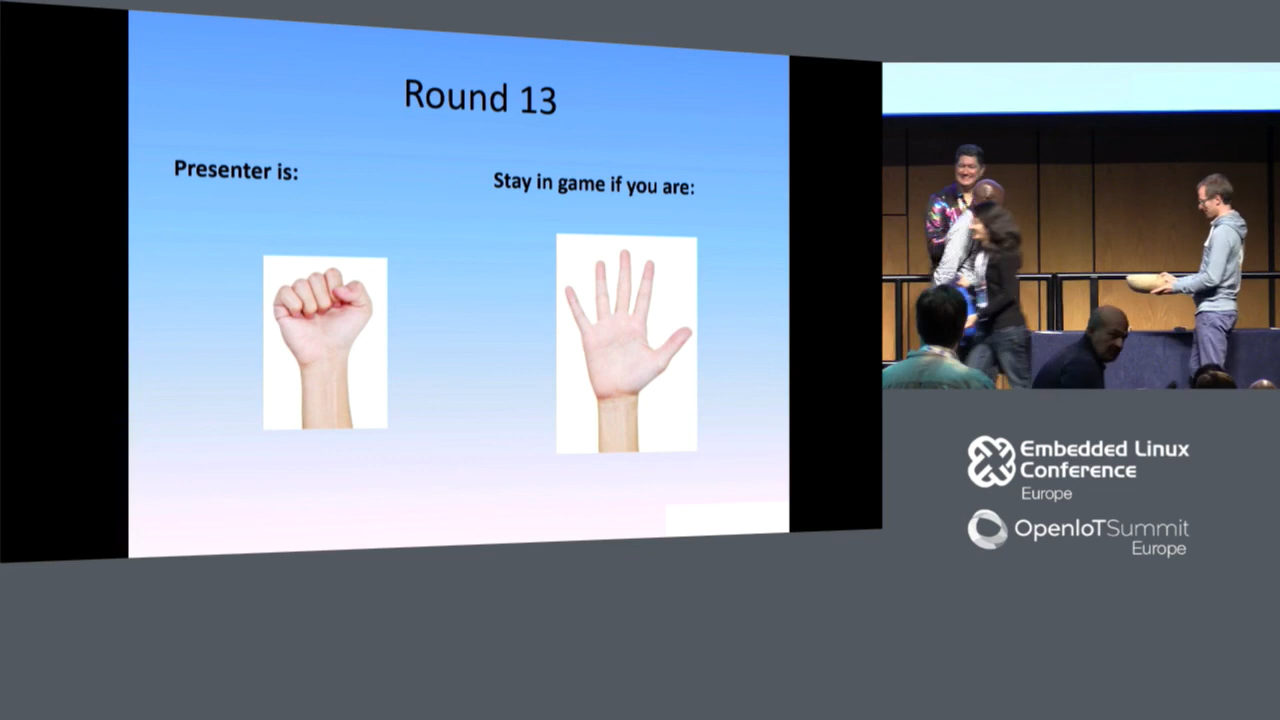 Round 13
Presenter is:
Stay in game if you are:
Embedded Linux
Conference
Europe
OpenIoTSummit
Europe